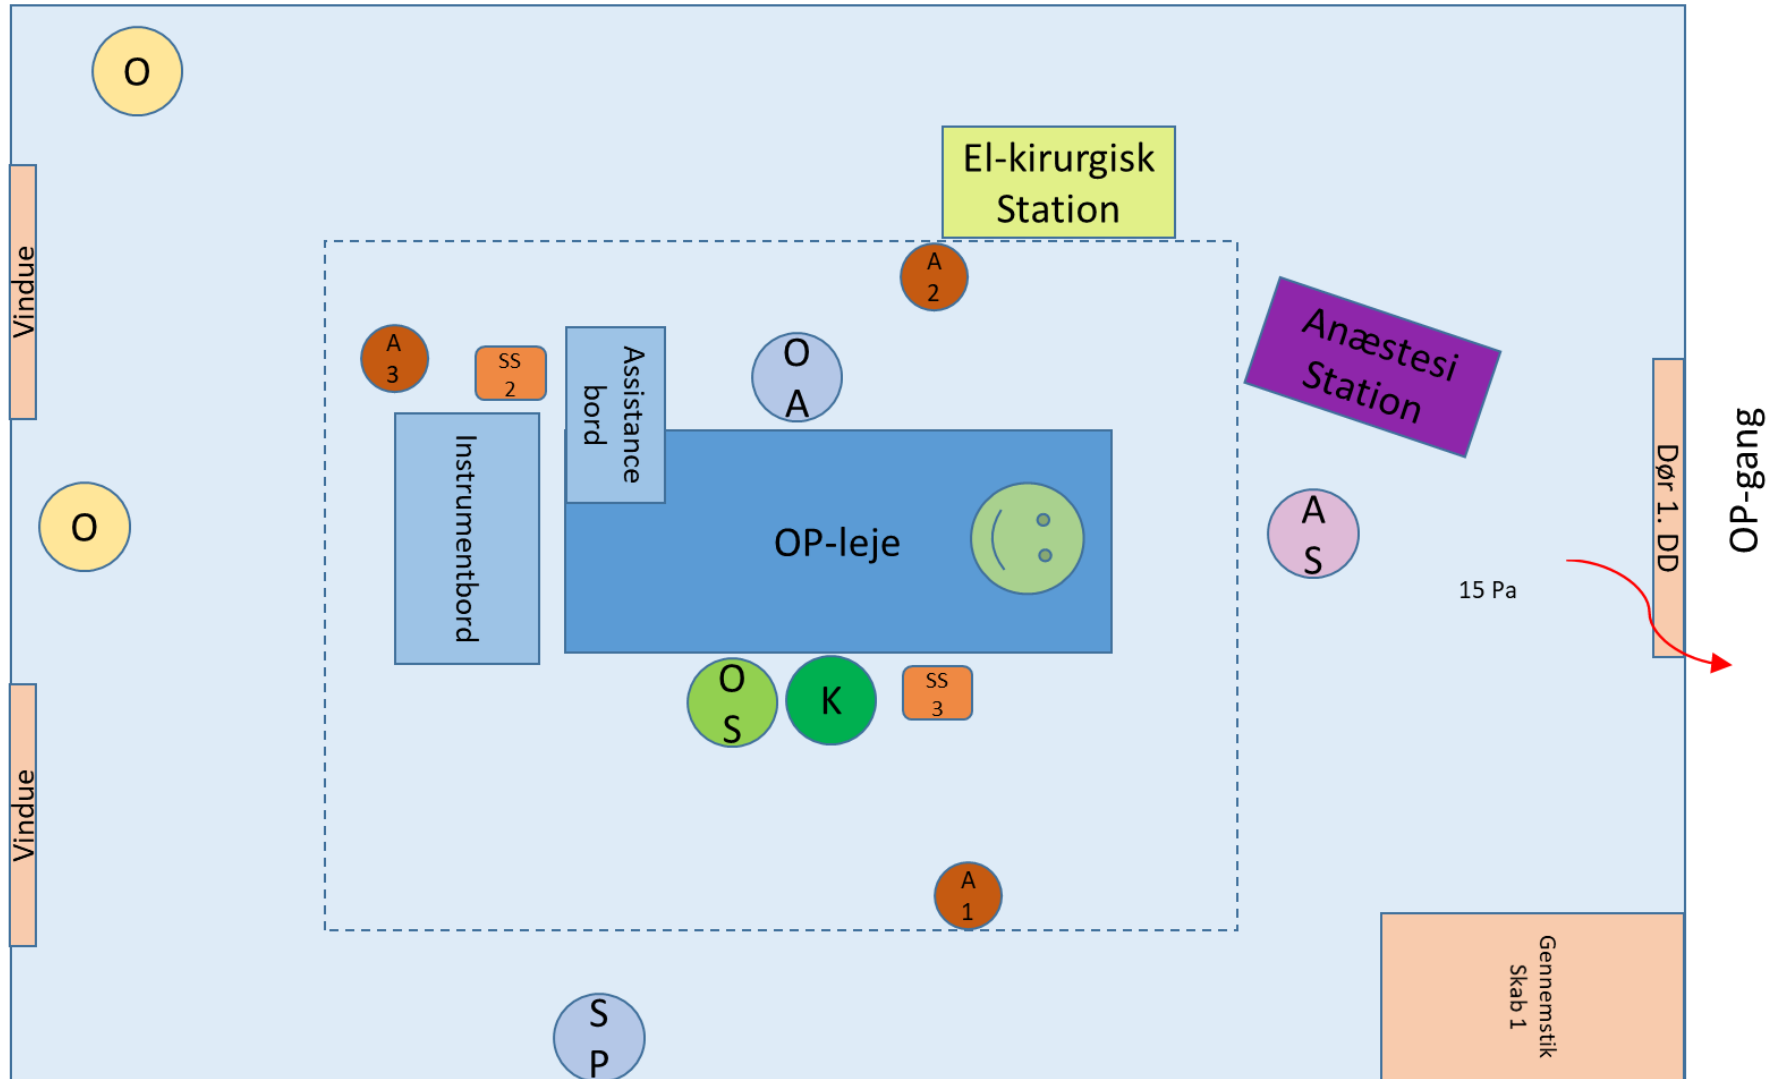 O
El-kirurgisk
Station
Vindue
A
2
Anæstesi
Station
A
3
SS
2
Assistance
bord
O
A
OP-gang
Dør 1. DD
Instrumentbord
O
OP-leje
A
S
15 Pa
O
S
K
SS
3
Vindue
A
1
Gennemstik
Skab 1
S
P